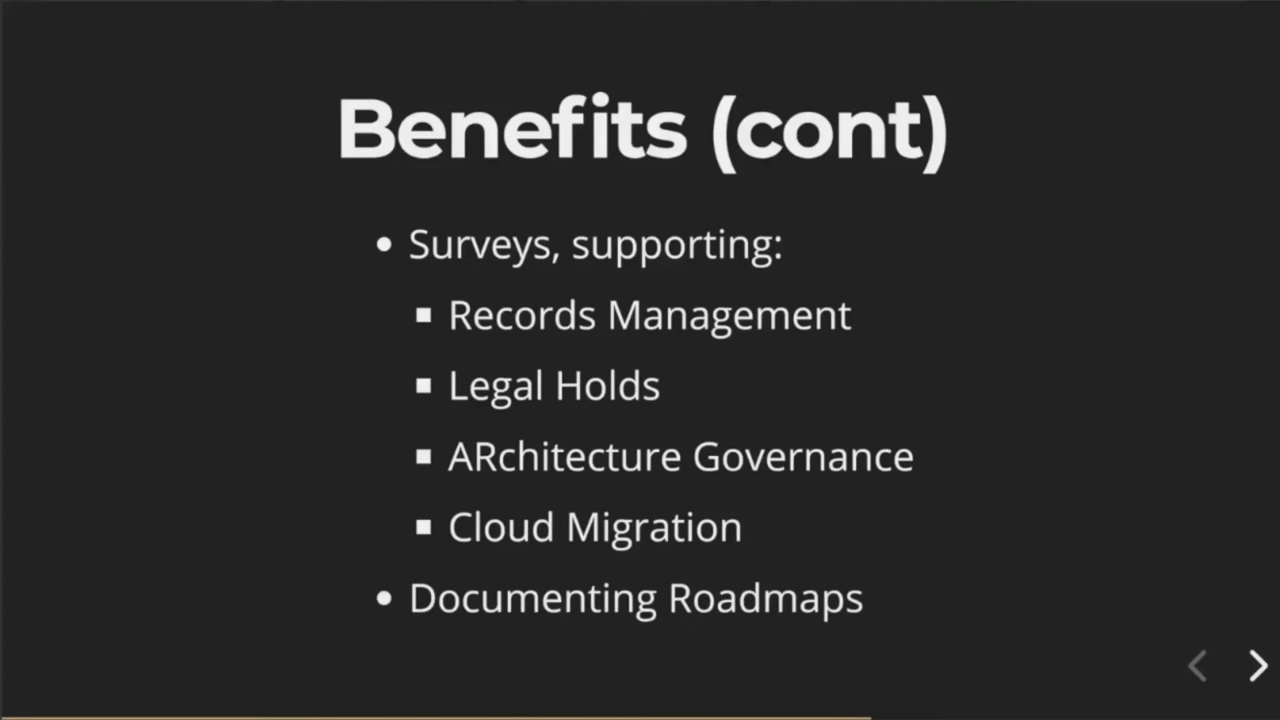 Benefits (cont)
Surveys, supporting:
Records Management
Legal Holds
ARchitecture Governance
Cloud Migration
Documenting Roadmaps